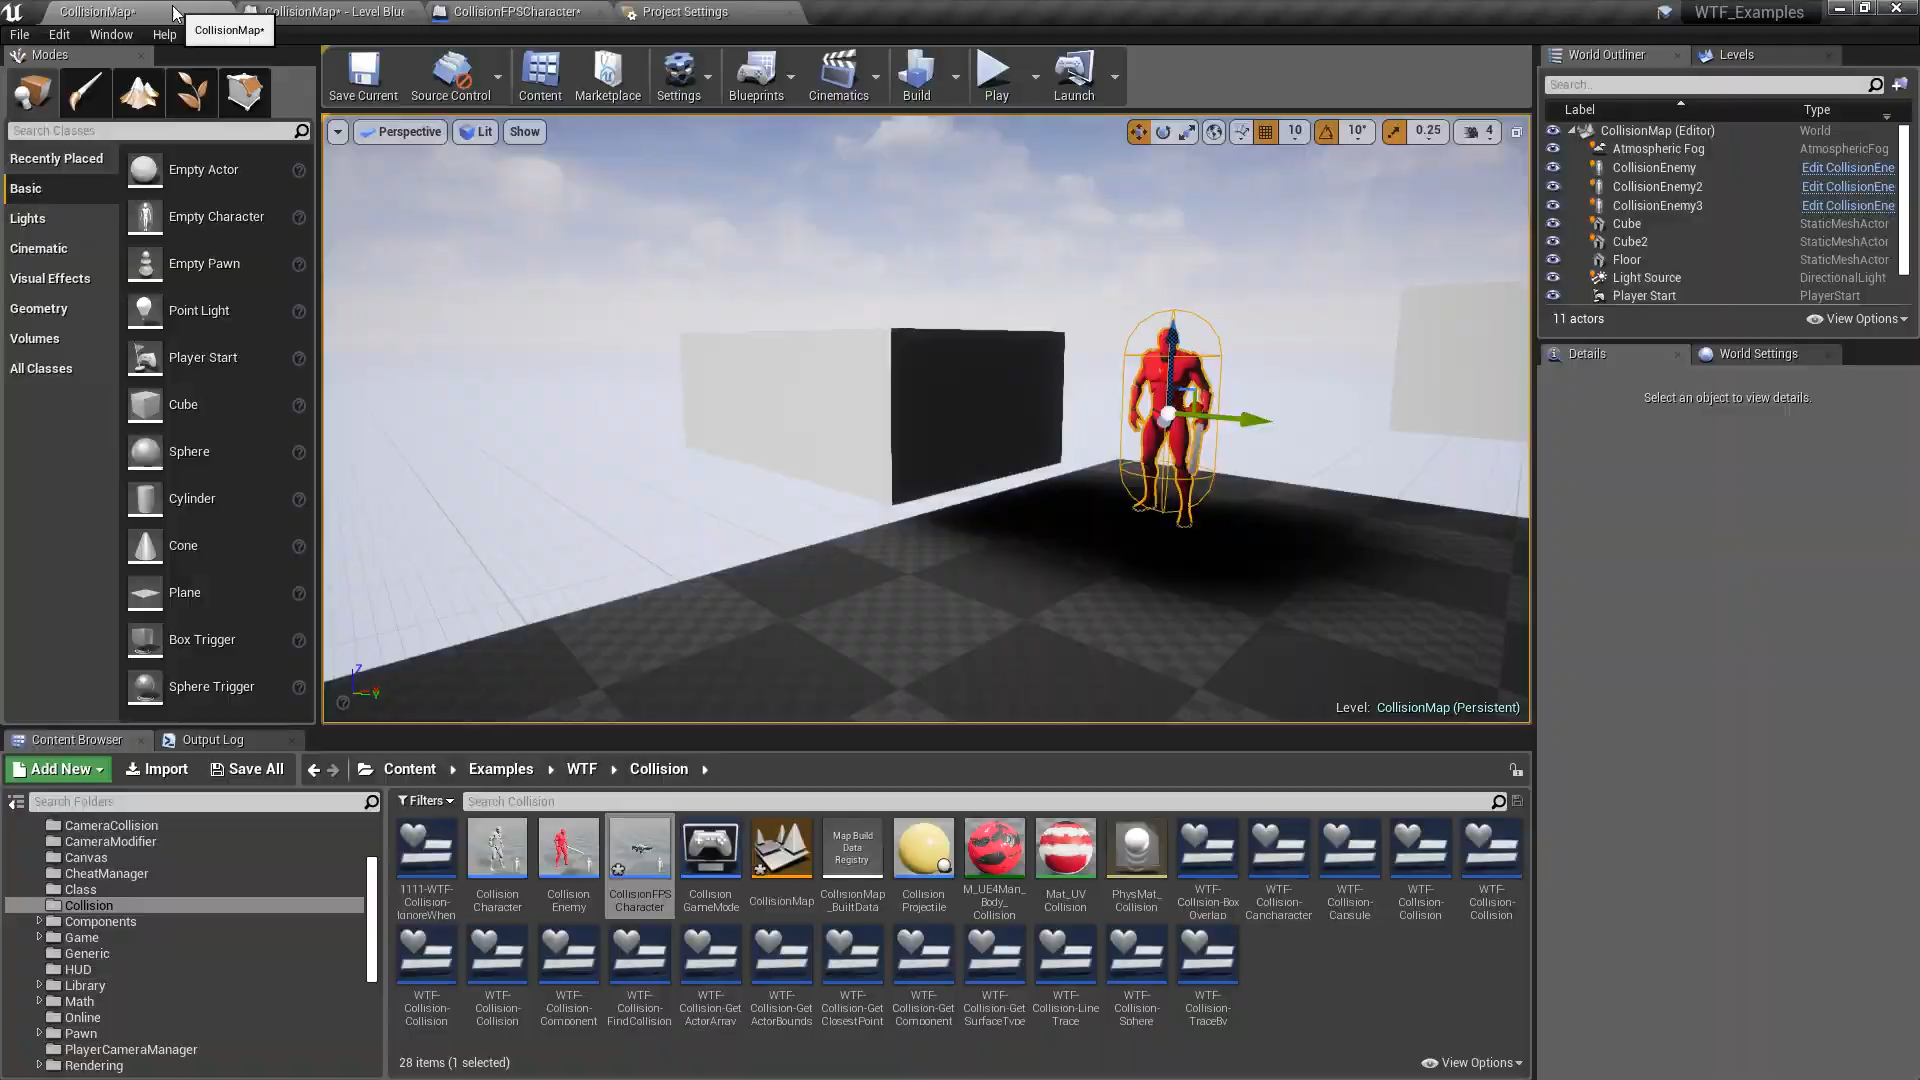 CollisionMap*
CollisionMap* - Level Blue
CollisionFPSCharacter*
Project Settings
WTF_Examples
File
Edit
Window
Help
CollisionMap*
Modes
Search Classes
Recently Placed
Basic
Lights
Cinematic
Visual Effects
Geometry
Volumes
All Classes
Empty Actor
Empty Character
Empty Pawn
Point Light
Player Start
Cube
Sphere
Cylinder
Cone
Plane
Box Trigger
Sphere Trigger
Save Current
Source Control
Content
Marketplace
Settings
Blueprints
Cinematics
Build
Play
Launch
Perspective
Lit
Show
10
10°
0.25
4
Level: CollisionMap (Persistent)
World Outliner
Levels
Search...
Label
Type
CollisionMap (Editor) World
Atmospheric Fog AtmosphericFog
CollisionEnemy Edit CollisionEne
CollisionEnemy2 Edit CollisionEne
CollisionEnemy3 Edit CollisionEne
Cube StaticMeshActor
Cube2 StaticMeshActor
Floor StaticMeshActor
Light Source DirectionalLight
Player Start PlayerStart
11 actors
View Options
Details
World Settings
Select an object to view details.
Content Browser
Output Log
Add New
Import
Save All
Content
Examples
WTF
Collision
Search Folders
Filters
Search Collision
CameraCollision
CameraModifier
Canvas
CheatManager
Class
Collision
Components
Game
Generic
HUD
Library
Math
Online
Pawn
PlayerCameraManager
Rendering
1111-WTF-
Collision-
IgnoreWhen
Collision
Character
Collision
Enemy
CollisionFPS
Character
Collision
GameMode
CollisionMap
Map Build
Data
Registry
CollisionMap
_BuiltData
Collision
Projectile
M_UE4Man_
Body_
Collision
Mat_UV
Collision
PhysMat_
Collision
WTF-
Collision-Box
Overlap
WTF-
Collision-
Cancharacter
WTF-
Collision-
Capsule
WTF-
Collision-
Collision
WTF-
Collision-
Collision
WTF-
Collision-
Collision
WTF-
Collision-
Collision
WTF-
Collision-
Component
WTF-
Collision-
FindCollision
WTF-
Collision-Get
ActorArray
WTF-
Collision-Get
ActorBounds
WTF-
Collision-Get
ClosestPoint
WTF-
Collision-Get
Component
WTF-
Collision-Get
SurfaceType
WTF-
Collision-Line
Trace
WTF-
Collision-
Sphere
WTF-
Collision-
TraceBy
28 items (1 selected)
View Options